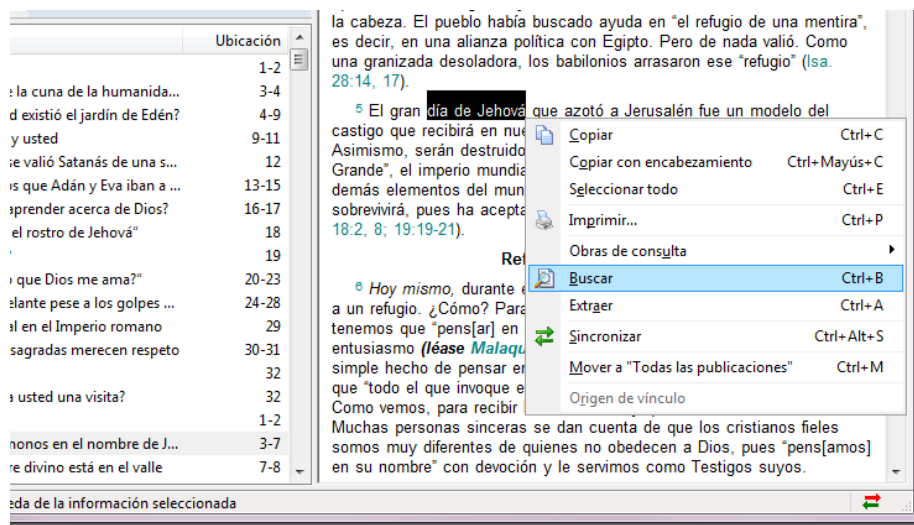 Ubicación
1-2
e la cuna de la humanida... 3-4
d existió el jardín de Edén? 4-9
y usted 9-11
se valió Satanás de una s... 12
os que Adán y Eva iban a ... 13-15
aprender acerca de Dios? 16-17
el rostro de Jehová" 18
19
o que Dios me ama?" 20-23
elante pese a los golpes ... 24-28
al en el Imperio romano 29
sagradas merecen respeto 30-31
32
a usted una visita? 32
1-2
monos en el nombre de J... 3-7
re divino está en el valle 7-8
la cabeza. El pueblo había buscado ayuda en “el refugio de una mentira”,
es decir, en una alianza política con Egipto. Pero de nada valió. Como
una granizada desoladora, los babilonios arrasaron ese “refugio” (Isa.
28:14, 17).
5 El gran día de Jehová que azotó a Jerusalén fue un modelo del
castigo que recibirá en nue
Asimismo, serán destruido
Grande”, el imperio mundia
demás elementos del mun
sobrevivirá, pues ha acepta
18:2, 8; 19:19-21).
Ref
6 Hoy mismo, durante e
a un refugio. ¿Cómo? Para
tenemos que “pens[ar] en
entusiasmo (léase Malaqu
simple hecho de pensar en
que “todo el que invoque e
Como vemos, para recibir
Muchas personas sinceras se dan cuenta de que los cristianos fieles
somos muy diferentes de quienes no obedecen a Dios, pues “pens[amos]
en su nombre” con devoción y le servimos como Testigos suyos.
Copiar Ctrl+C
Copiar con encabezamiento Ctrl+Mayús+C
Seleccionar todo Ctrl+E
Imprimir... Ctrl+P
Obras de consulta
Buscar Ctrl+B
Extraer Ctrl+A
Sincronizar Ctrl+Alt+S
Mover a "Todas las publicaciones" Ctrl+M
Origen de vínculo
eda de la información seleccionada